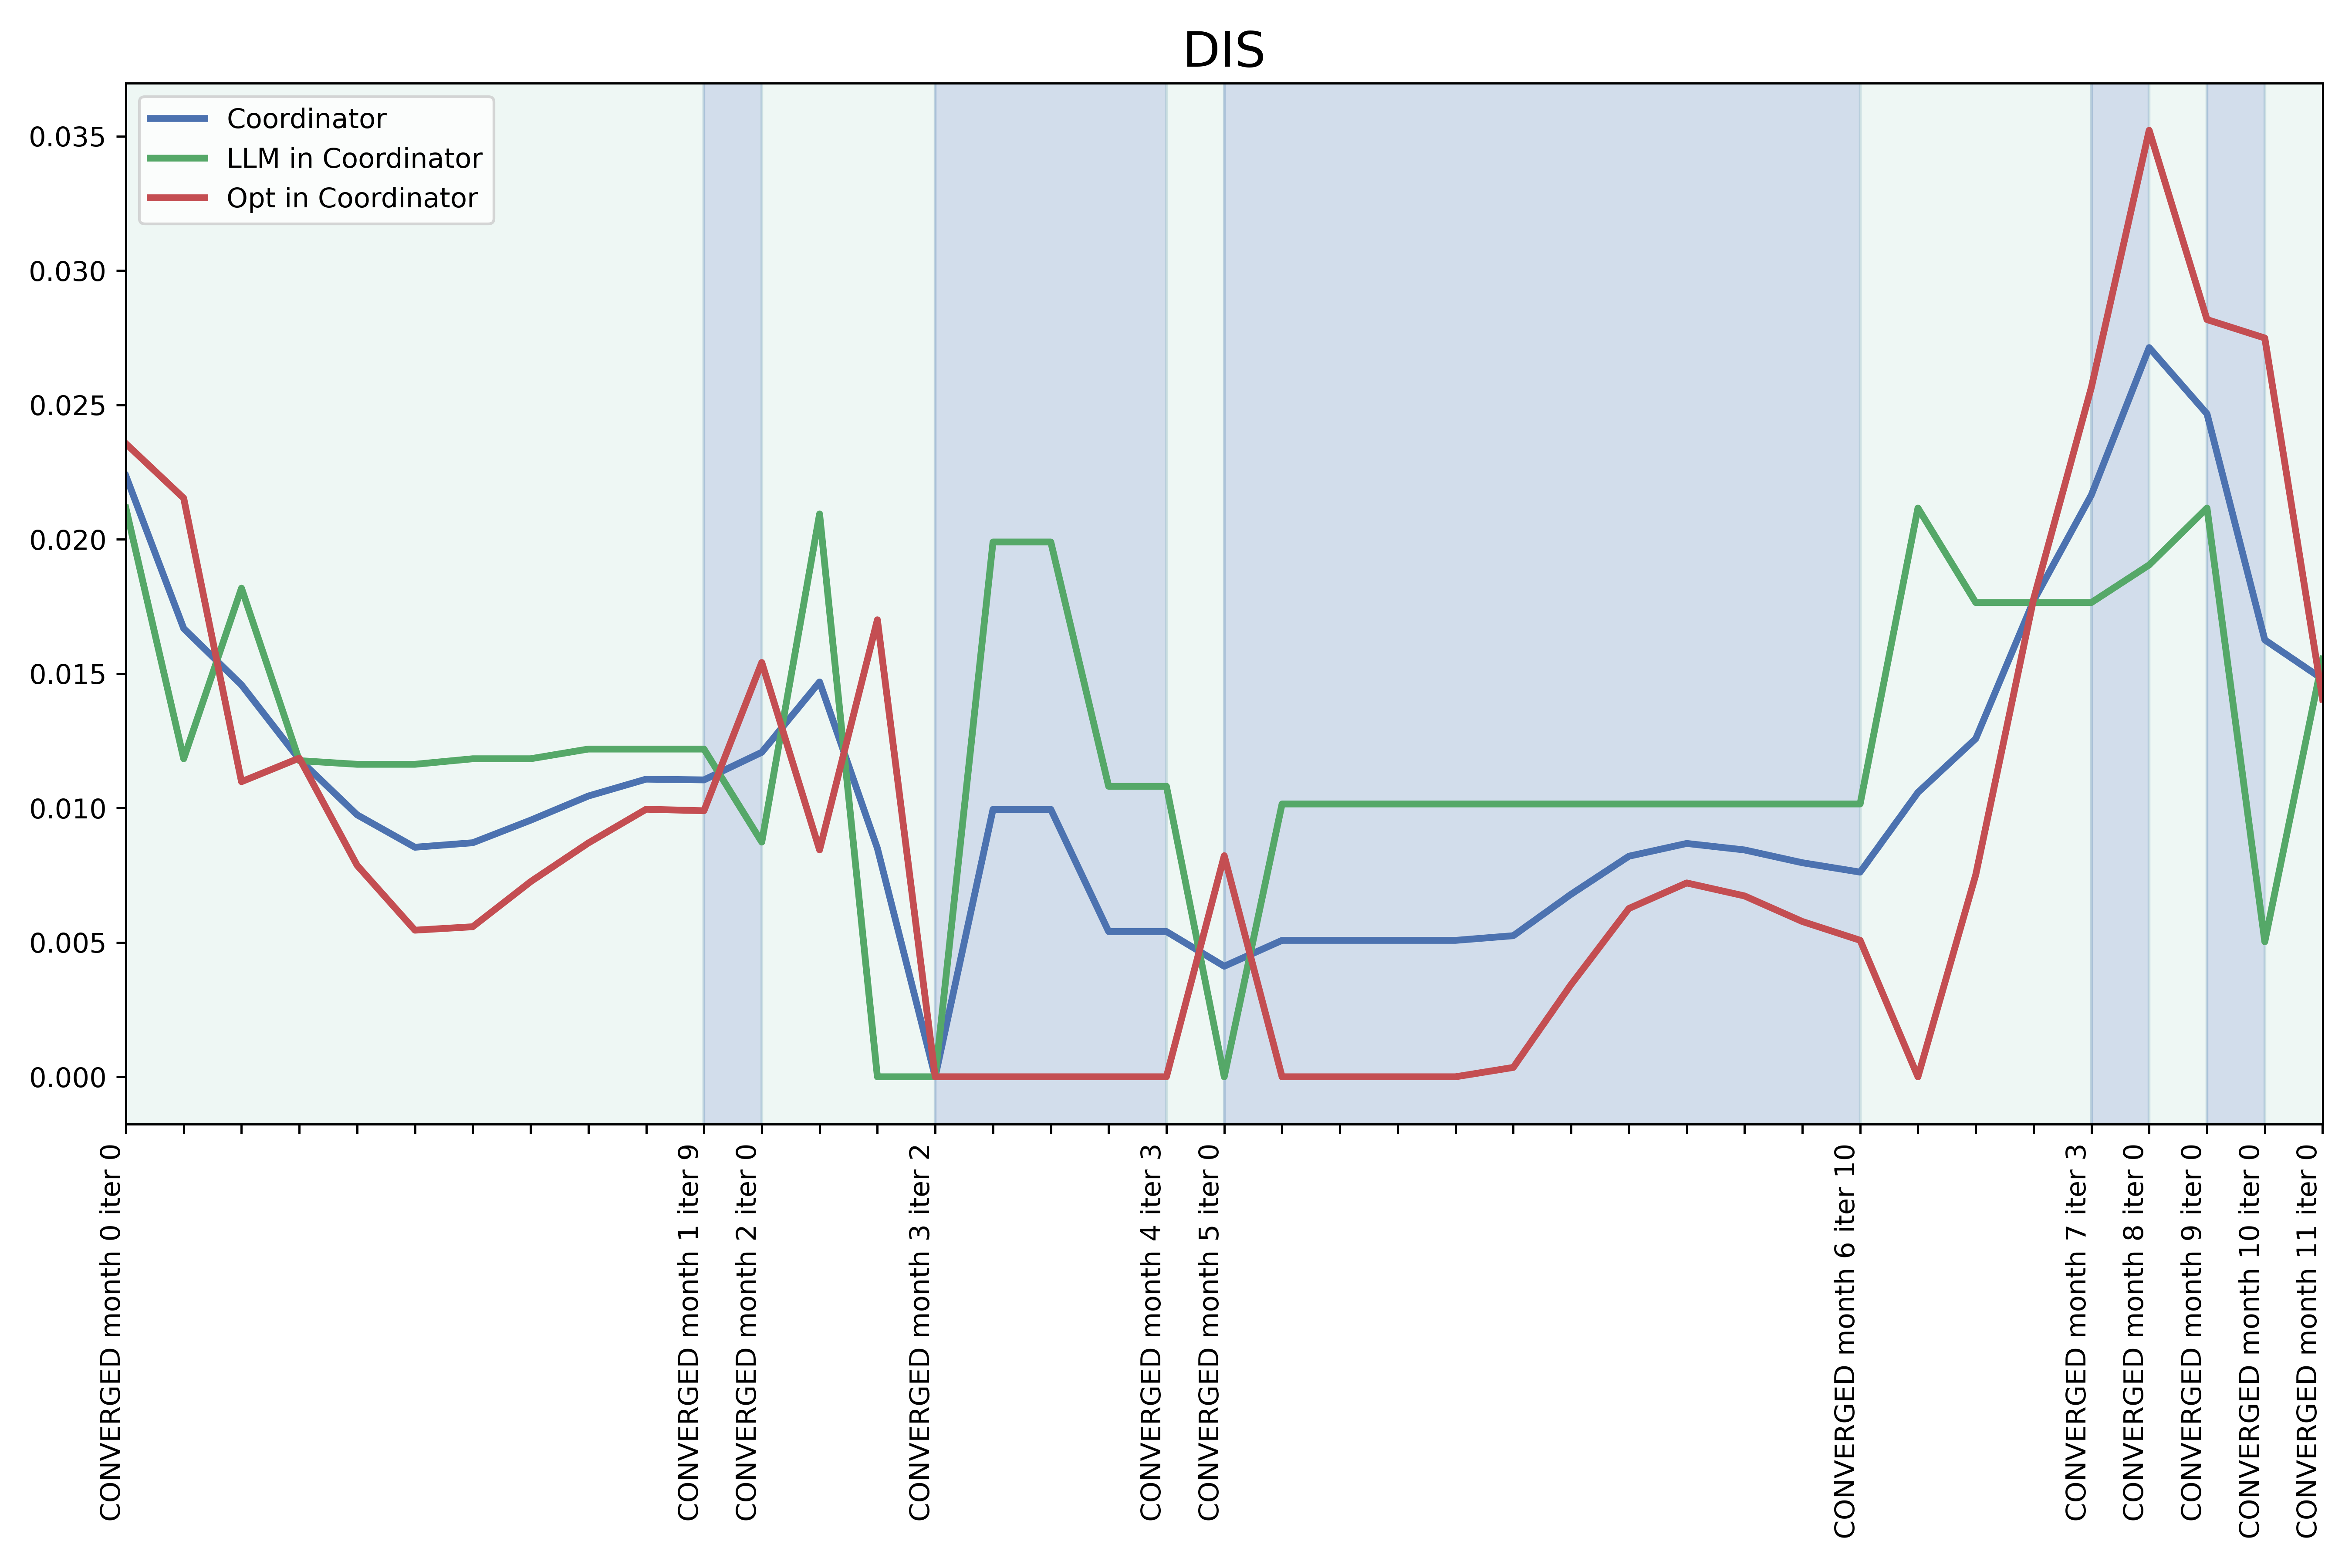 DIS
Coordinator
LLM in Coordinator
Opt in Coordinator
0.035
0.030
0.025
0.020
0.015
0.010
0.005
0.000
CONVERGED month 0 iter 0
CONVERGED month 1 iter 9
CONVERGED month 2 iter 0
CONVERGED month 3 iter 2
CONVERGED month 4 iter 3
CONVERGED month 5 iter 0
CONVERGED month 6 iter 10
CONVERGED month 7 iter 3
CONVERGED month 8 iter 0
CONVERGED month 9 iter 0
CONVERGED month 10 iter 0
CONVERGED month 11 iter 0